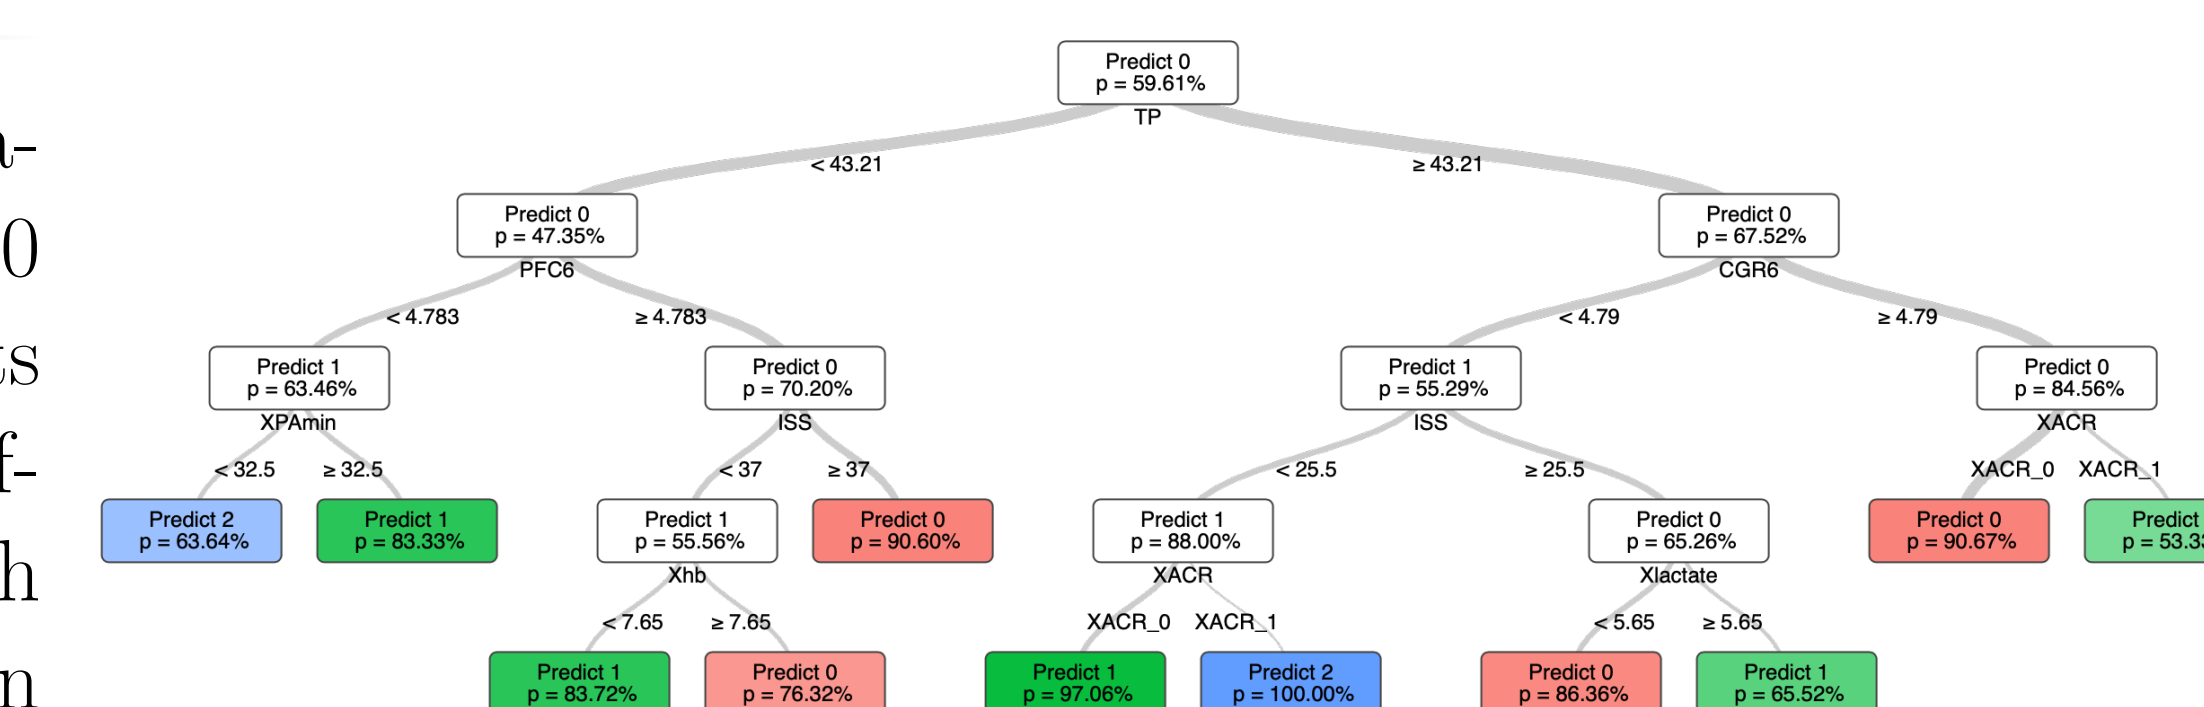 a-
0
ts
f-
h
n
Predict 0
p = 59.61%
TP
< 43.21
≥ 43.21
Predict 0
p = 47.35%
PFC6
Predict 0
p = 67.52%
CGR6
< 4.783
≥ 4.783
< 4.79
≥ 4.79
Predict 1
p = 63.46%
XPAmin
Predict 0
p = 70.20%
ISS
Predict 1
p = 55.29%
ISS
Predict 0
p = 84.56%
XACR
< 32.5
≥ 32.5
< 37
≥ 37
< 25.5
≥ 25.5
XACR_0
XACR_1
Predict 2
p = 63.64%
Predict 1
p = 83.33%
Predict 1
p = 55.56%
Xhb
Predict 0
p = 90.60%
Predict 1
p = 88.00%
XACR
Predict 0
p = 65.26%
Xlactate
Predict 0
p = 90.67%
Predict
p = 53.3
< 7.65
≥ 7.65
XACR_0
XACR_1
< 5.65
≥ 5.65
Predict 1
p = 83.72%
Predict 0
p = 76.32%
Predict 1
p = 97.06%
Predict 2
p = 100.00%
Predict 0
p = 86.36%
Predict 1
p = 65.52%